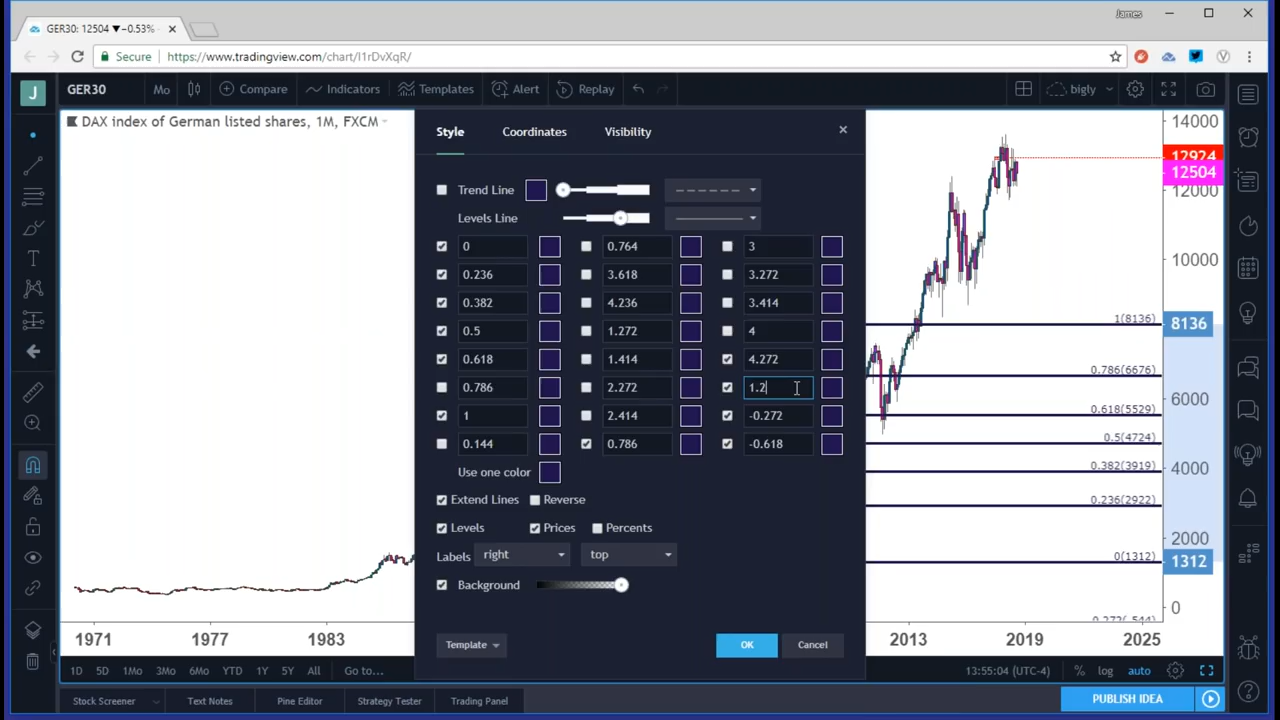 James
GER30: 12504 ▼−0.53%
Secure https://www.tradingview.com/chart/I1rDvXqR/
J GER30 Mo Compare Indicators Templates Alert Replay bigly
DAX index of German listed shares, 1M, FXCM
Style Coordinates Visibility
Trend Line
Levels Line
0 0.764 3
0.236 3.618 3.272
0.382 4.236 3.414
0.5 1.272 4
0.618 1.414 4.272
0.786 2.272 1.2
1 2.414 -0.272
0.144 0.786 -0.618
Use one color
Extend Lines Reverse
Levels Prices Percents
Labels right top
Background
Template OK Cancel
14000
12924
12504
12000
10000
1(8136) 8136
0.786(6676)
6000
0.618(5529)
0.5(4724)
4000
0.382(3919)
0.236(2922)
2000
0(1312) 1312
0
1971 1977 1983 2013 2019 2025
1D 5D 1Mo 3Mo 6Mo YTD 1Y 5Y All Go to... 13:55:04 (UTC-4) % log auto
Stock Screener Text Notes Pine Editor Strategy Tester Trading Panel PUBLISH IDEA